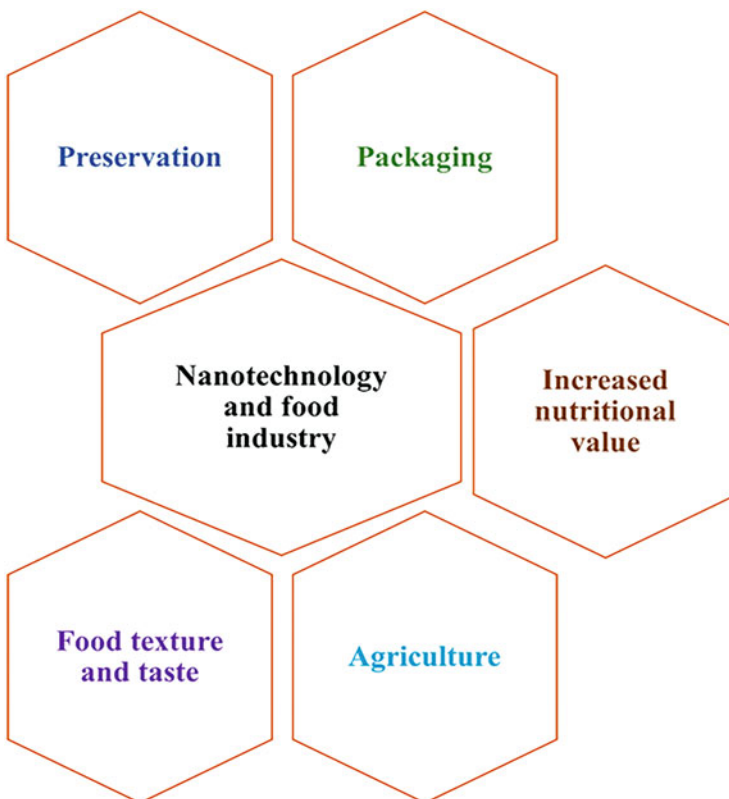 Preservation
Packaging
Nanotechnology
and food
industry
Increased
nutritional
value
Food texture
and taste
Agriculture